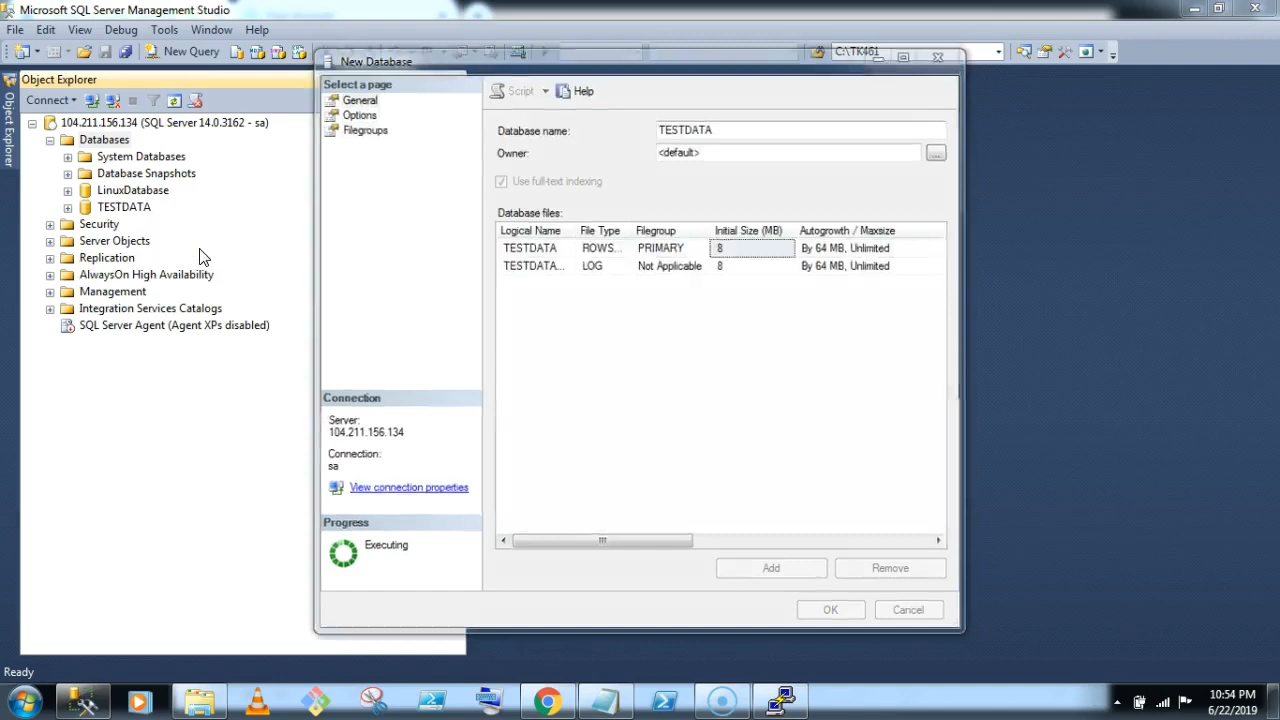 Microsoft SQL Server Management Studio
File Edit View Debug Tools Window Help
New Query
C:\TK461
Object Explorer
Object Explorer
Connect
104.211.156.134 (SQL Server 14.0.3162 - sa)
Databases
System Databases
Database Snapshots
LinuxDatabase
TESTDATA
Security
Server Objects
Replication
AlwaysOn High Availability
Management
Integration Services Catalogs
SQL Server Agent (Agent XPs disabled)
New Database
Select a page
General
Options
Filegroups
Script Help
Database name: TESTDATA
Owner: <default>
...
Use full-text indexing
Database files:
Logical Name File Type Filegroup Initial Size (MB) Autogrowth / Maxsize
TESTDATA ROWS... PRIMARY 8 By 64 MB, Unlimited
TESTDATA... LOG Not Applicable 8 By 64 MB, Unlimited
Connection
Server:
104.211.156.134
Connection:
sa
View connection properties
Progress
Executing
Add Remove
OK Cancel
Ready
10:54 PM
6/22/2019